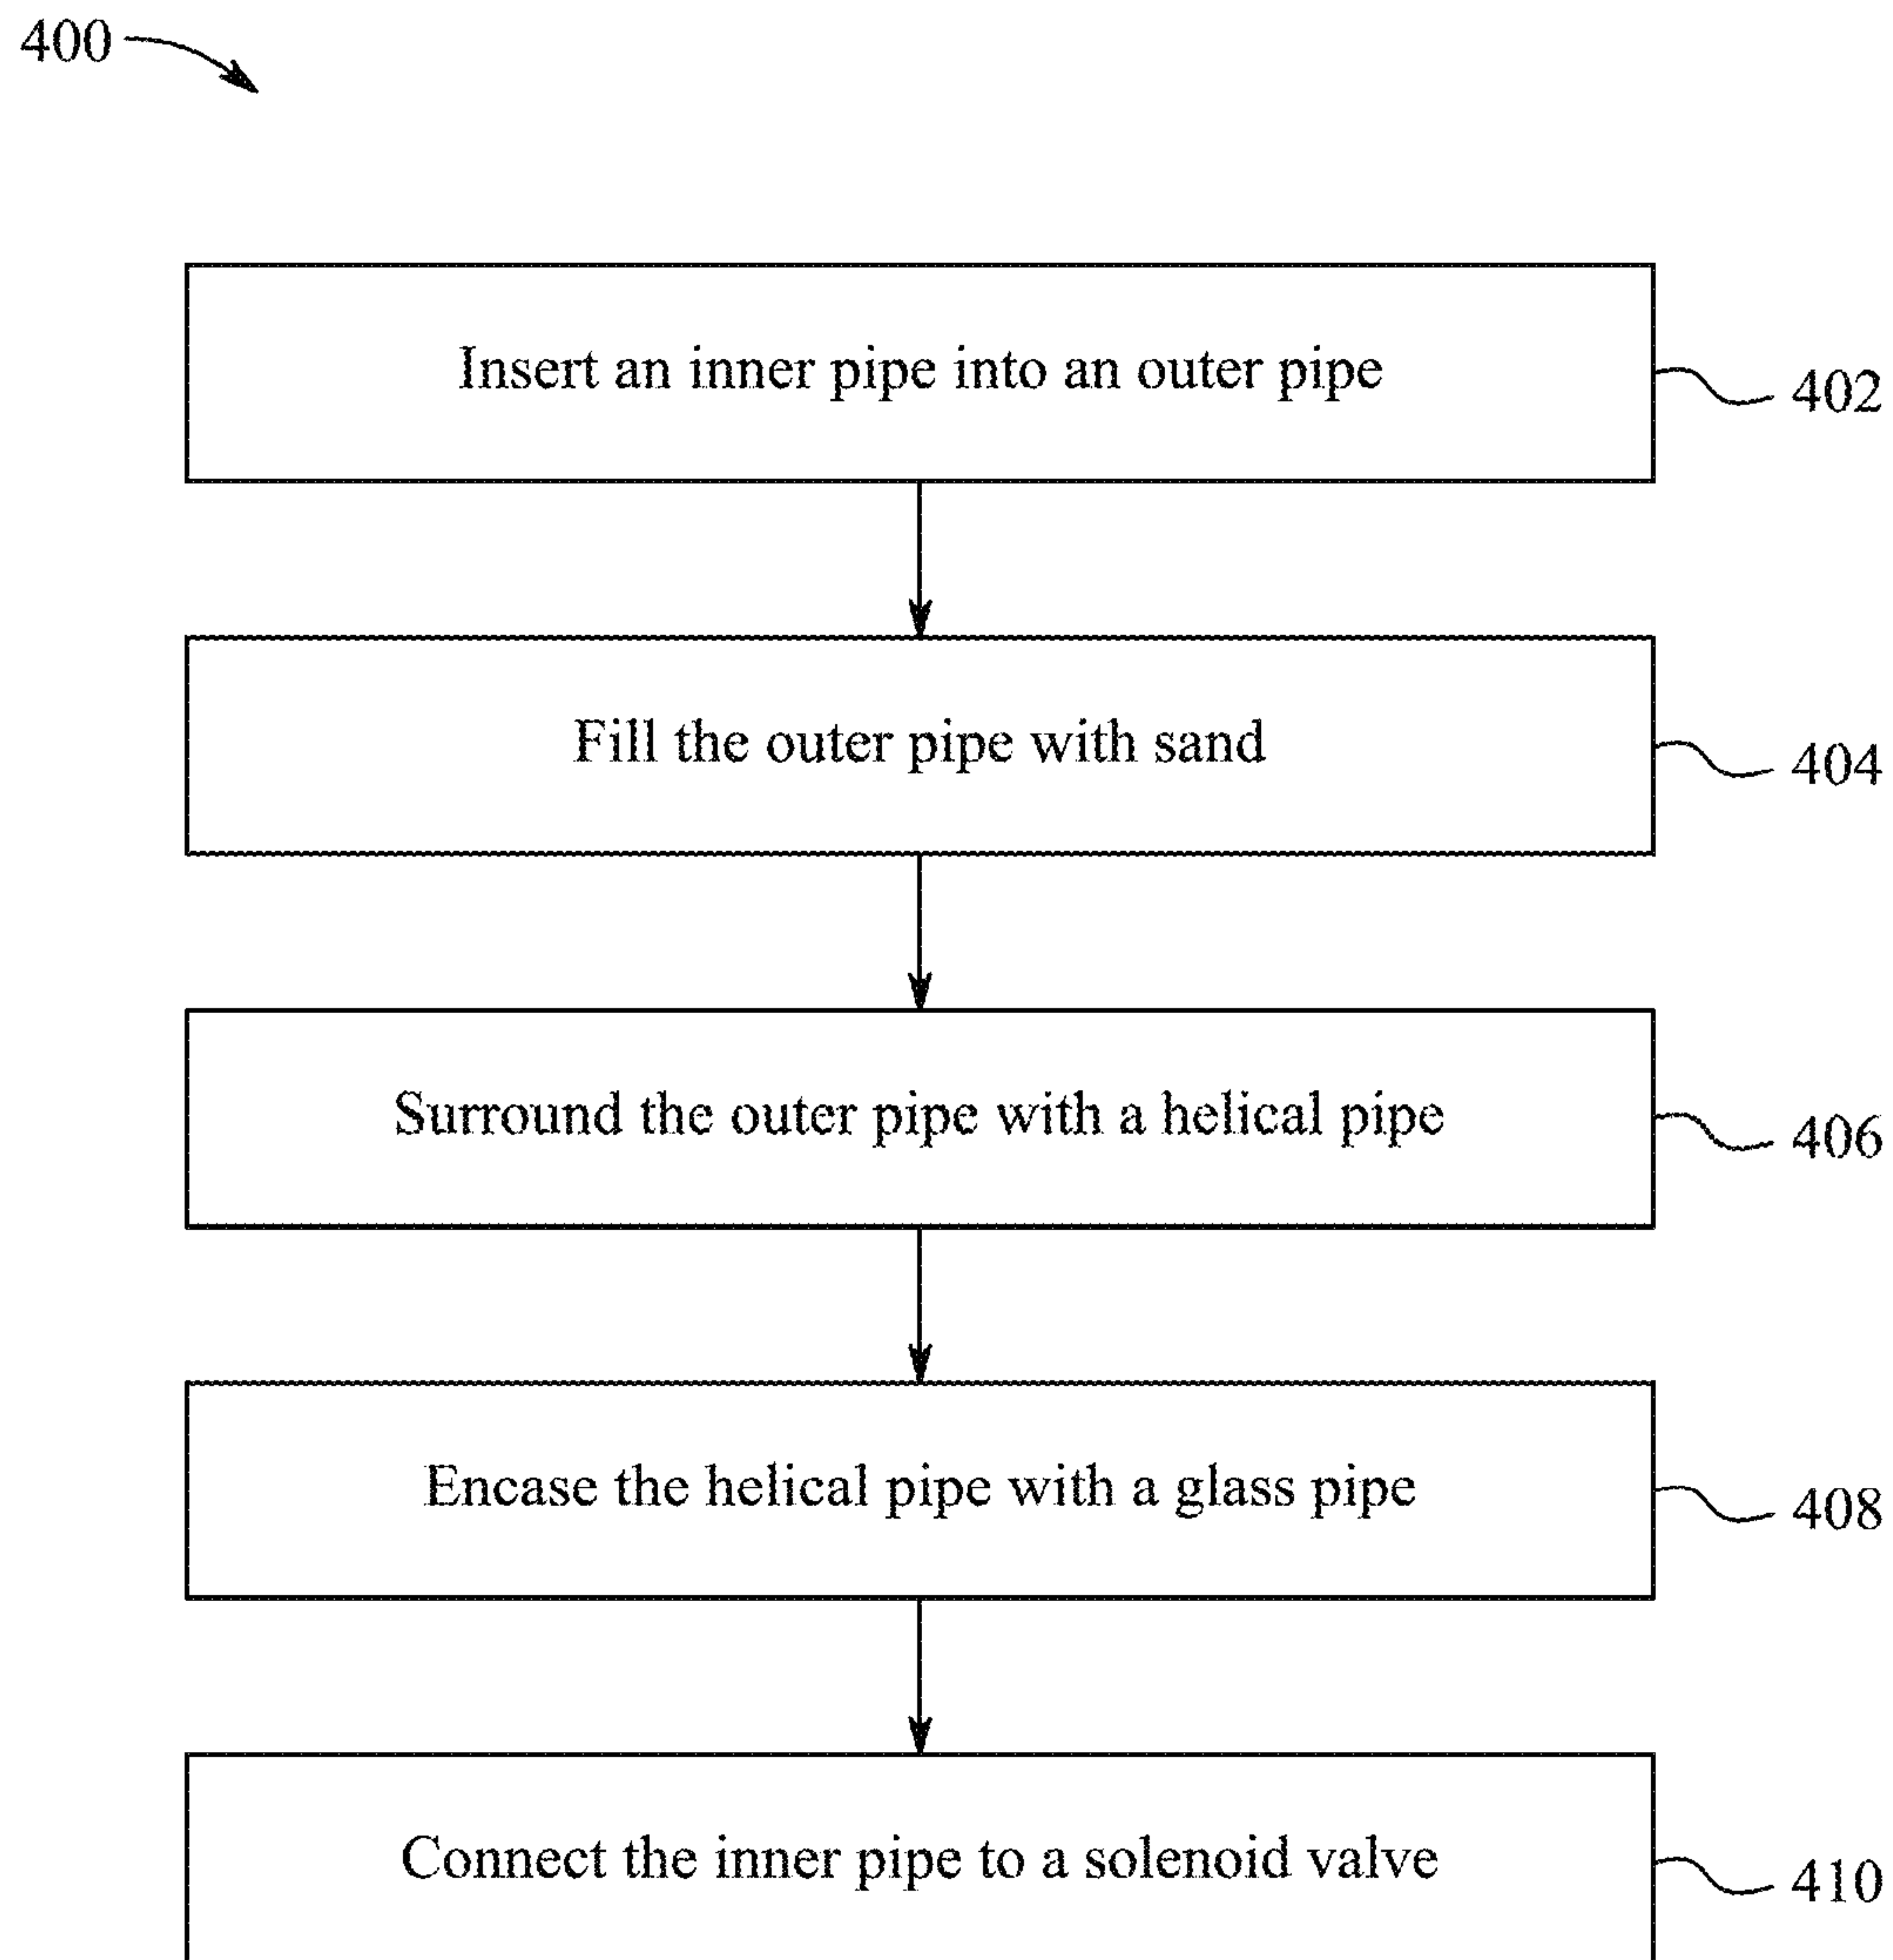 400
Insert an inner pipe into an outer pipe
402
Fill the outer pipe with sand
404
Surround the outer pipe with a helical pipe
406
Encase the helical pipe with a glass pipe
408
Connect the inner pipe to a solenoid valve
410